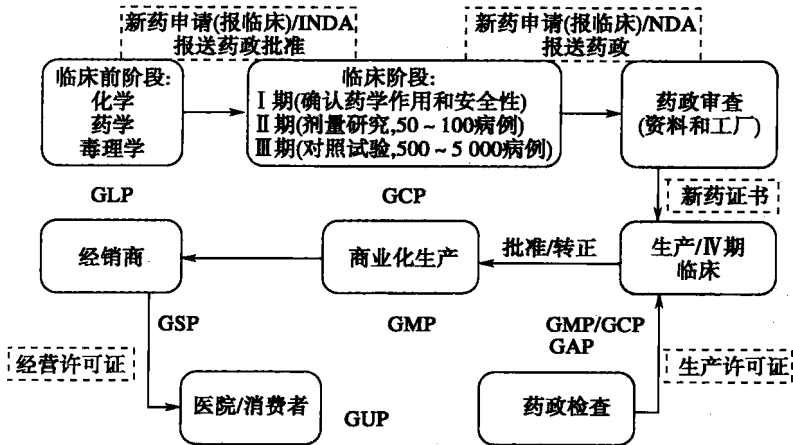 新药申请(报临床)/INDA
报送药政批准
新药申请(报临床)/NDA
报送药政
临床前阶段:
化学
药学
毒理学
临床阶段:
Ⅰ期(确认药学作用和安全性)
Ⅱ期(剂量研究,50~100病例)
Ⅲ期(对照试验,500~5 000病例)
药政审查
(资料和工厂)
GLP
GCP
新药证书
经销商
商业化生产
批准/转正
生产/Ⅳ期
临床
GSP
GMP
GMP/GCP
GAP
经营许可证
生产许可证
医院/消费者
GUP
药政检查